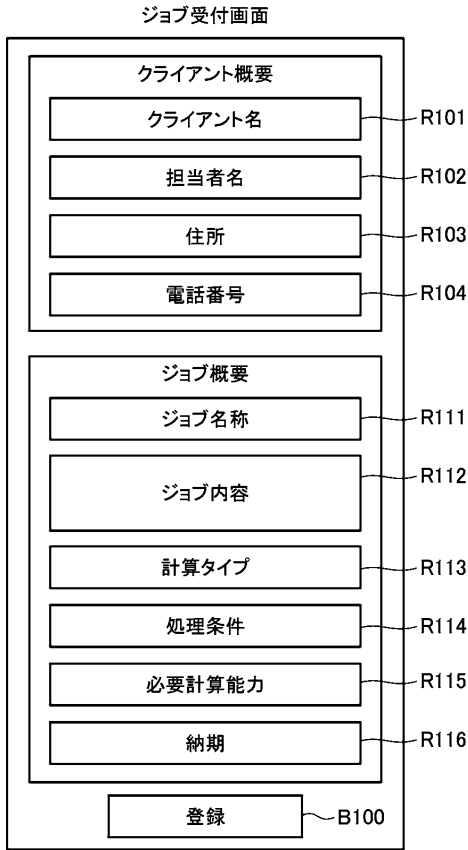 ジョブ受付画面
クライアント概要
クライアント名 R101
担当者名 R102
住所 R103
電話番号 R104
ジョブ概要
ジョブ名称 R111
ジョブ内容 R112
計算タイプ R113
処理条件 R114
必要計算能力 R115
納期 R116
登録 B100